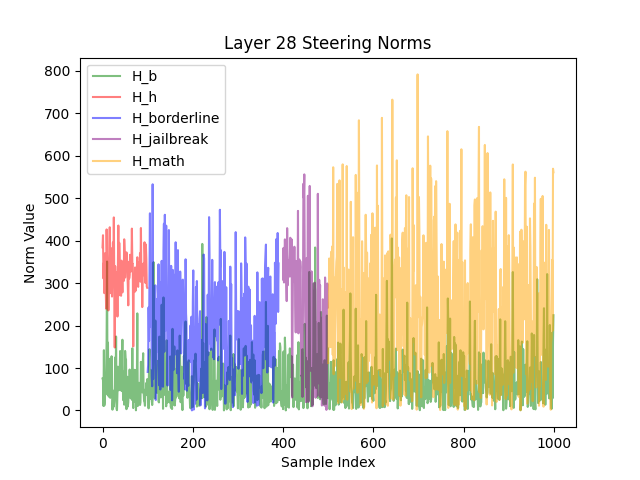 Layer 28 Steering Norms
H_b
H_h
H_borderline
H_jailbreak
H_math
Norm Value
800
700
600
500
400
300
200
100
0
0
200
400
600
800
1000
Sample Index